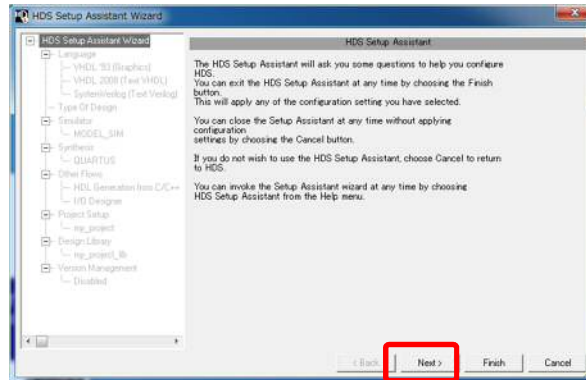 HDS Setup Assistant Wizard
HDS Setup Assistant Wizard
Language
VHDL '93 (Graphics)
VHDL 2008 (Text VHDL)
SystemVerilog (Text Verilog)
Type Of Design
Simulator
MODEL_SIM
Synthesis
QUARTUS
Other Flows
HDL Generation from C/C++
I/O Designer
Project Setup
my_project
Design Library
my_project_lib
Version Management
Disabled
HDS Setup Assistant
The HDS Setup Assistant will ask you some questions to help you configure
HDS.
You can exit the HDS Setup Assistant at any time by choosing the Finish
button.
This will apply any of the configuration setting you have selected.
You can close the Setup Assistant at any time without applying
configuration
settings by choosing the Cancel button.
If you do not wish to use the HDS Setup Assistant, choose Cancel to return
to HDS.
You can invoke the Setup Assistant wizard at any time by choosing
HDS Setup Assistant from the Help menu.
< Back Next > Finish Cancel